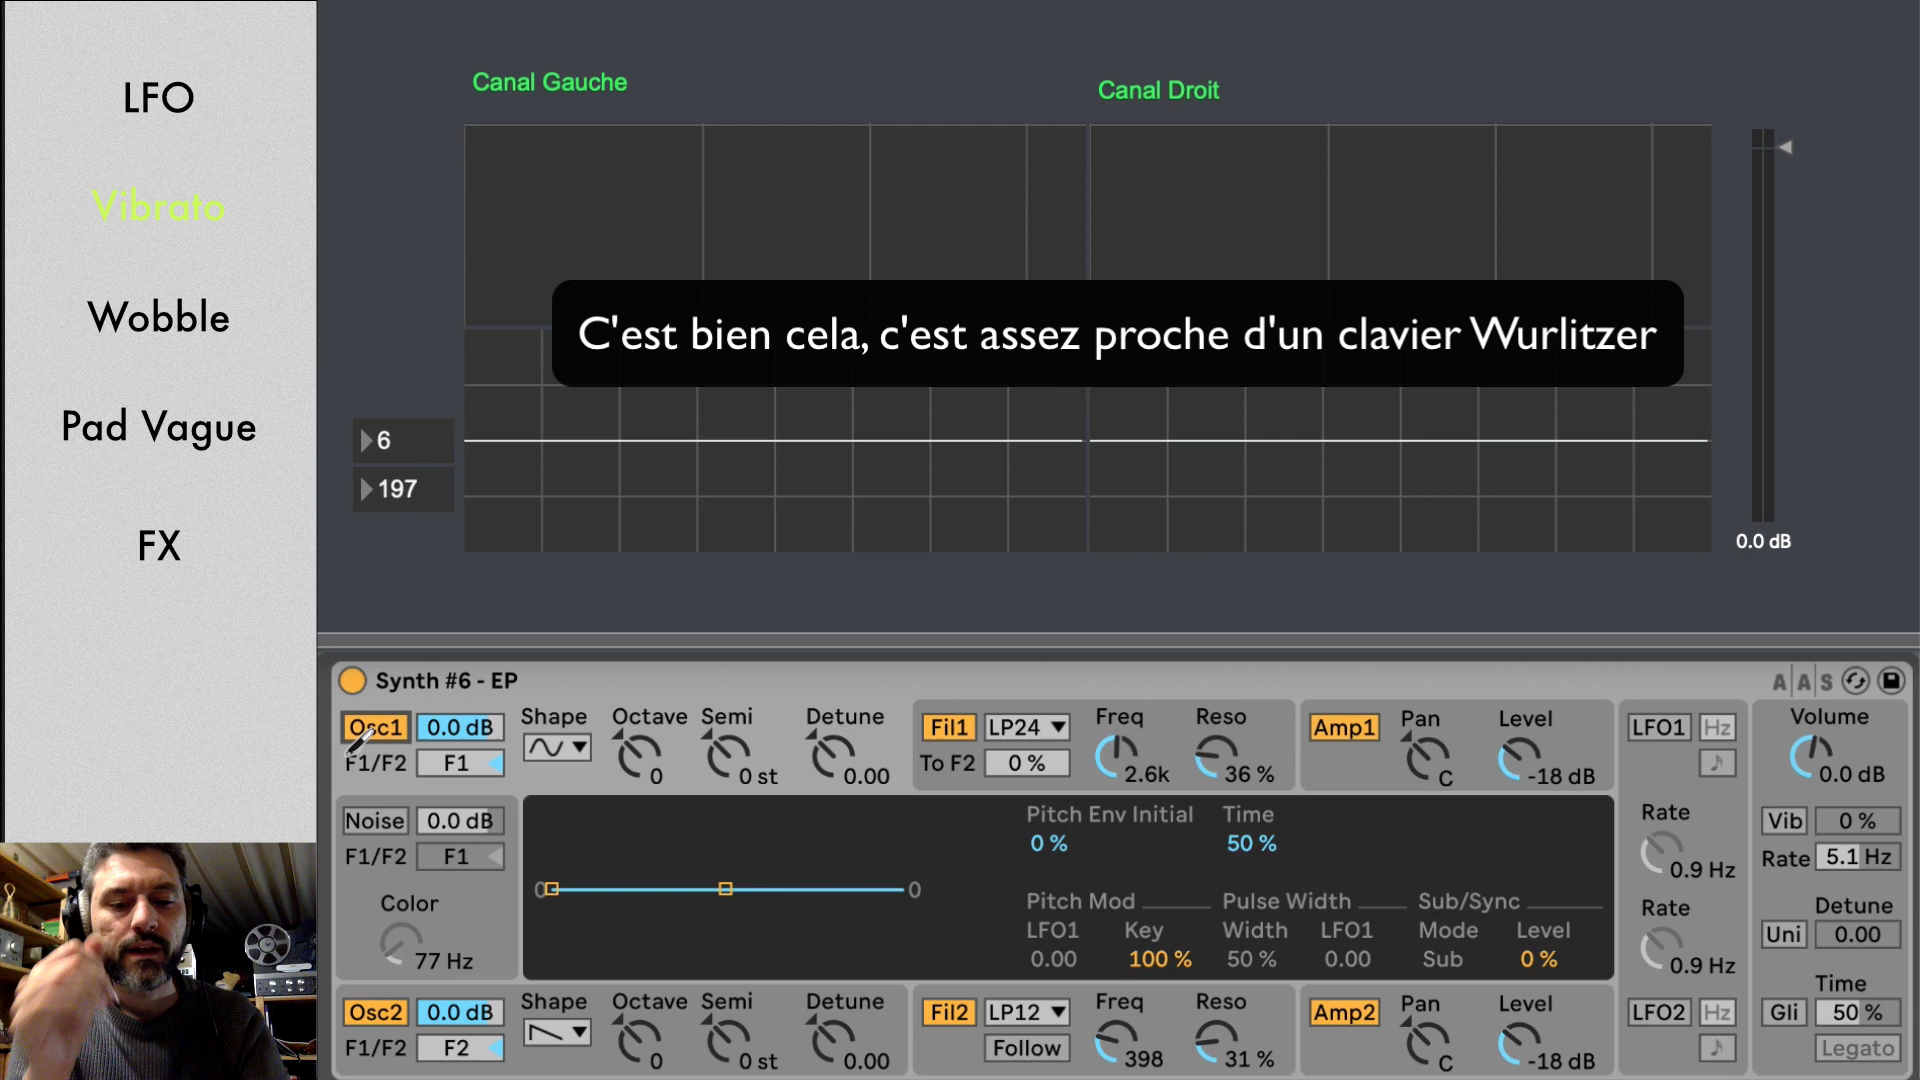 LFO
Vibrato
Wobble
Pad Vague
FX
Canal Gauche
Canal Droit
C'est bien cela, c'est assez proche d'un clavier Wurlitzer
6
197
0.0 dB
Synth #6 - EP
A A S
Osc1 0.0 dB Shape Octave Semi Detune
F1/F2 F1 0 0 st 0.00
Fil1 LP24 Freq Reso
To F2 0 % 2.6k 36 %
Amp1 Pan Level
C -18 dB
LFO1 Hz
Volume
0.0 dB
Noise 0.0 dB
F1/F2 F1
Color
77 Hz
0 0
Pitch Env Initial Time
0 % 50 %
Pitch Mod Pulse Width Sub/Sync
LFO1 Key Width LFO1 Mode Level
0.00 100 % 50 % 0.00 Sub 0 %
Rate
0.9 Hz
Rate
0.9 Hz
Vib 0 %
Rate 5.1 Hz
Detune
Uni 0.00
Time
Gli 50 %
Legato
Osc2 0.0 dB Shape Octave Semi Detune
F1/F2 F2 0 0 st 0.00
Fil2 LP12 Freq Reso
Follow 398 31 %
Amp2 Pan Level
C -18 dB
LFO2 Hz